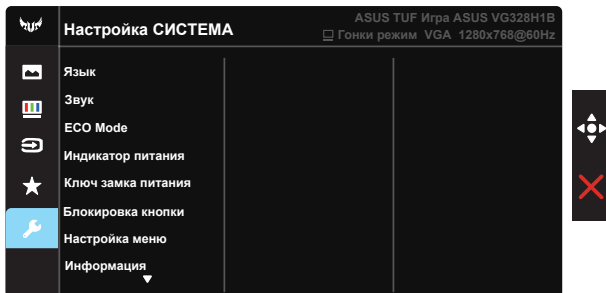 Настройка СИСТЕМА
ASUS TUF Игра ASUS VG328H1B
Гонки режим VGA 1280x768@60Hz
Язык
Звук
ECO Mode
Индикатор питания
Ключ замка питания
Блокировка кнопки
Настройка меню
Информация